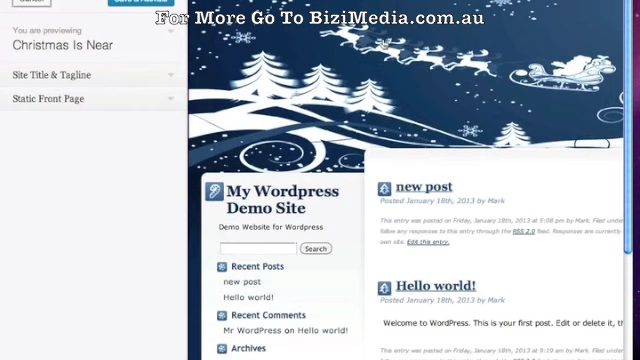 For More Go To BiziMedia.com.au
You are previewing
Christmas Is Near
Site Title & Tagline
Static Front Page
My Wordpress
Demo Site
Demo Website for Wordpress
Search
Recent Posts
new post
Hello world!
Recent Comments
Mr WordPress on Hello world!
Archives
new post
Posted January 18th, 2013 by Mark
This entry was posted on Friday, January 18th, 2013 at 5:08 pm by Mark. Filed under
follow any responses to this entry through the RSS 2.0 feed. Responses are currently
own site. Edit this entry.
Hello world!
Posted January 18th, 2013 by Mark
Welcome to WordPress. This is your first post. Edit or delete it, th
This entry was posted on Friday, January 18th, 2013 at 9:19 am by Mark. Filed under